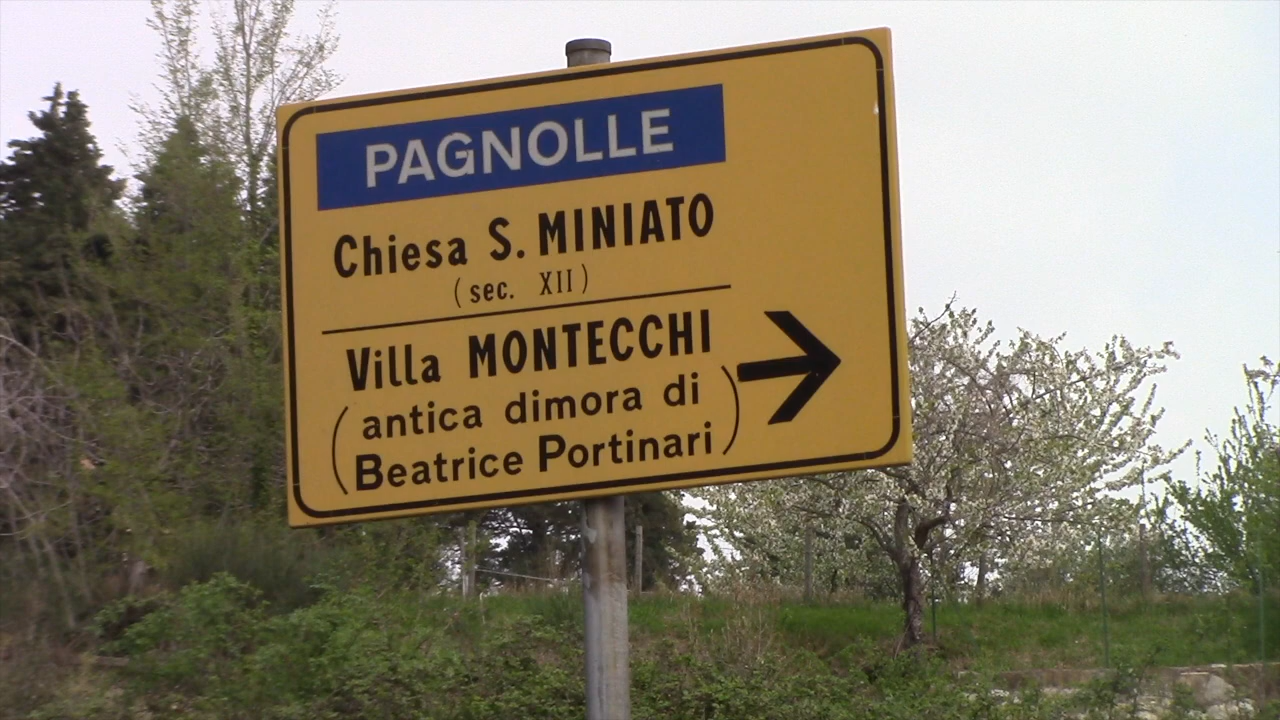 PAGNOLLE
Chiesa S. MINIATO
(sec. XII)
Villa MONTECCHI
(antica dimora di
Beatrice Portinari)